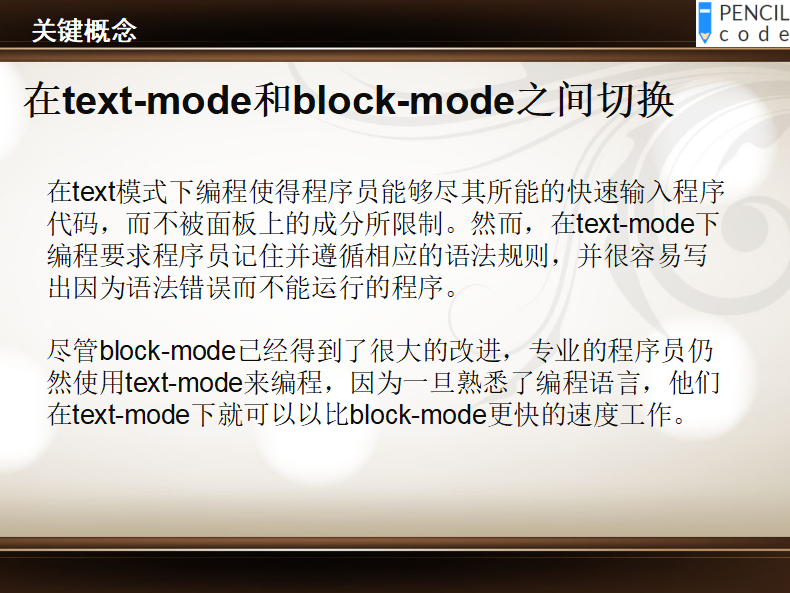 关键概念
PENCIL
code
在text-mode和block-mode之间切换
在text模式下编程使得程序员能够尽其所能的快速输入程序
代码，而不被面板上的成分所限制。然而，在text-mode下
编程要求程序员记住并遵循相应的语法规则，并很容易写
出因为语法错误而不能运行的程序。
尽管block-mode已经得到了很大的改进，专业的程序员仍
然使用text-mode来编程，因为一旦熟悉了编程语言，他们
在text-mode下就可以以比block-mode更快的速度工作。